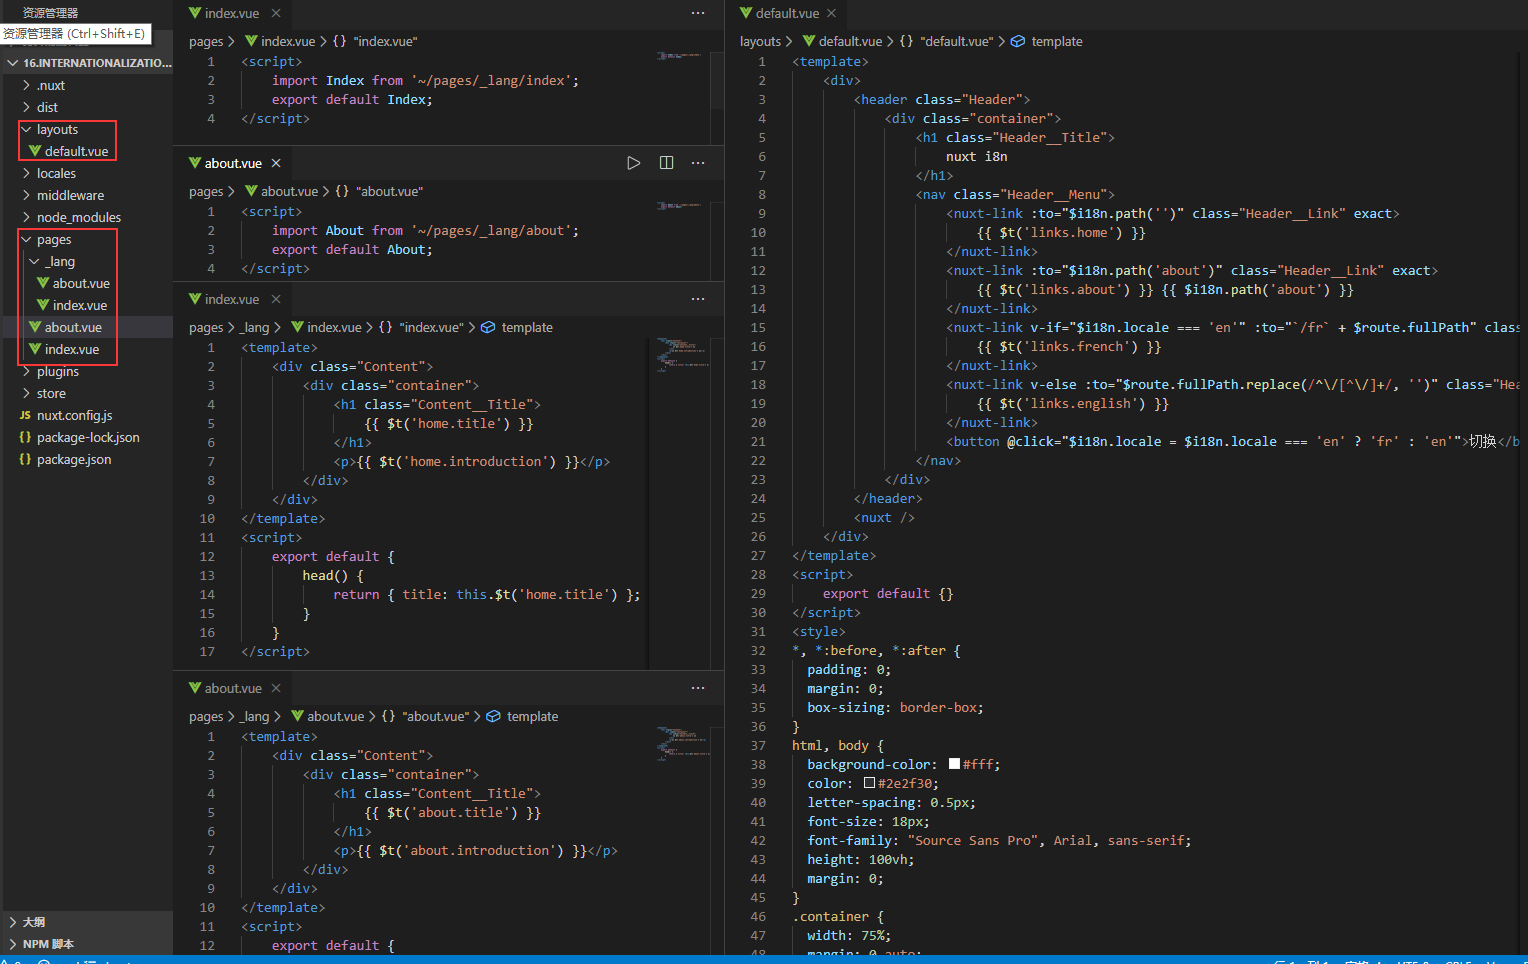 资源管理器
资源管理器 (Ctrl+Shift+E)
16.INTERNATIONALIZATIO...
.nuxt
dist
layouts
default.vue
locales
middleware
node_modules
pages
_lang
about.vue
index.vue
about.vue
index.vue
plugins
store
JS nuxt.config.js
{} package-lock.json
{} package.json
大纲
NPM 脚本
index.vue
pages > index.vue > {} "index.vue"
1 <script>
2 import Index from '~/pages/_lang/index';
3 export default Index;
4 </script>
about.vue
pages > about.vue > {} "about.vue"
1 <script>
2 import About from '~/pages/_lang/about';
3 export default About;
4 </script>
index.vue
pages > _lang > index.vue > {} "index.vue" > template
1 <template>
2 <div class="Content">
3 <div class="container">
4 <h1 class="Content__Title">
5 {{ $t('home.title') }}
6 </h1>
7 <p>{{ $t('home.introduction') }}</p>
8 </div>
9 </div>
10 </template>
11 <script>
12 export default {
13 head() {
14 return { title: this.$t('home.title') };
15 }
16 }
17 </script>
about.vue
pages > _lang > about.vue > {} "about.vue" > template
1 <template>
2 <div class="Content">
3 <div class="container">
4 <h1 class="Content__Title">
5 {{ $t('about.title') }}
6 </h1>
7 <p>{{ $t('about.introduction') }}</p>
8 </div>
9 </div>
10 </template>
11 <script>
12 export default {
default.vue
layouts > default.vue > {} "default.vue" > template
1 <template>
2 <div>
3 <header class="Header">
4 <div class="container">
5 <h1 class="Header__Title">
6 nuxt i8n
7 </h1>
8 <nav class="Header__Menu">
9 <nuxt-link :to="$i18n.path('')" class="Header__Link" exact>
10 {{ $t('links.home') }}
11 </nuxt-link>
12 <nuxt-link :to="$i18n.path('about')" class="Header__Link" exact>
13 {{ $t('links.about') }} {{ $i18n.path('about') }}
14 </nuxt-link>
15 <nuxt-link v-if="$i18n.locale === 'en'" :to="`/fr` + $route.fullPath" clas
16 {{ $t('links.french') }}
17 </nuxt-link>
18 <nuxt-link v-else :to="$route.fullPath.replace(/^\/[^\/]+/, '')" class="Hea
19 {{ $t('links.english') }}
20 </nuxt-link>
21 <button @click="$i18n.locale = $i18n.locale === 'en' ? 'fr' : 'en'">切换</b
22 </nav>
23 </div>
24 </header>
25 <nuxt />
26 </div>
27 </template>
28 <script>
29 export default {}
30 </script>
31 <style>
32 *, *:before, *:after {
33 padding: 0;
34 margin: 0;
35 box-sizing: border-box;
36 }
37 html, body {
38 background-color: #fff;
39 color: #2e2f30;
40 letter-spacing: 0.5px;
41 font-size: 18px;
42 font-family: "Source Sans Pro", Arial, sans-serif;
43 height: 100vh;
44 margin: 0;
45 }
46 .container {
47 width: 75%;
48 margin: 0 auto;